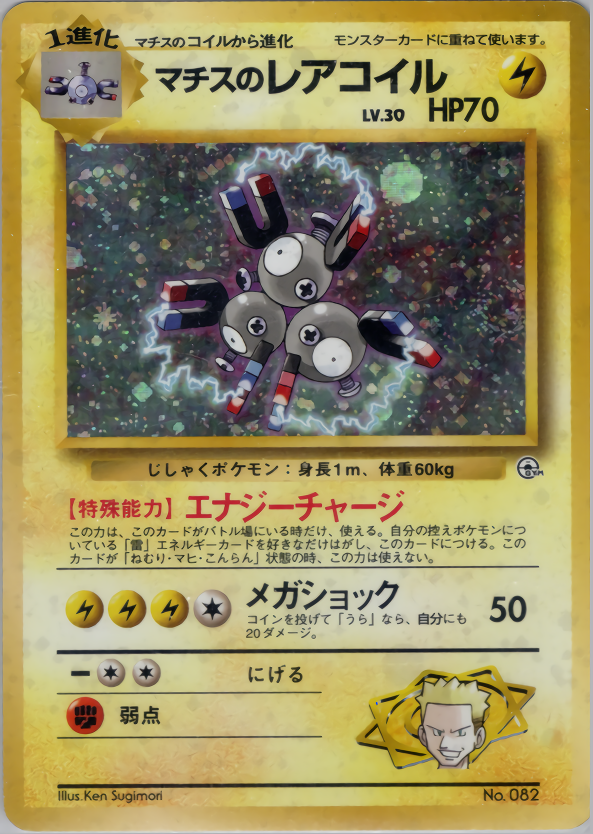 1進化
マチスのコイルから進化
モンスターカードに重ねて使います。
マチスのレアコイル
LV.30 HP70
じしゃくポケモン：身長1m、体重60kg
GYM
【特殊能力】エナジーチャージ
この力は、このカードがバトル場にいる時だけ、使える。自分の控えポケモンにつ
いている「雷」エネルギーカードを好きなだけはがし、このカードにつける。この
カードが「ねむり・マヒ・こんらん」状態の時、この力は使えない。
メガショック 50
コインを投げて「うら」なら、自分にも
20ダメージ。
にげる
弱点
Illus.Ken Sugimori
No. 082